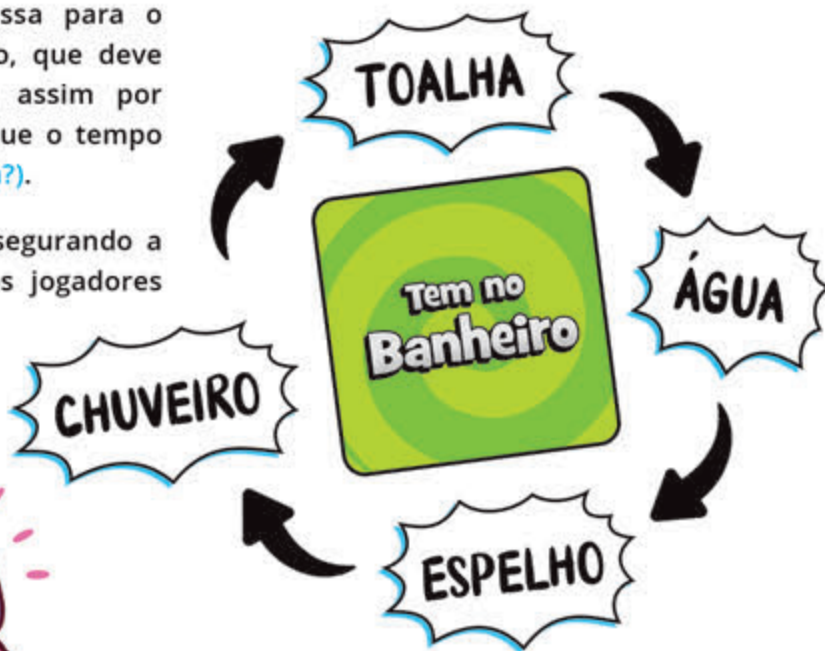 ssa para o
o, que deve
assim por
ue o tempo
?).
segurando a
s jogadores
TOALHA
ÁGUA
Tem no
Banheiro
CHUVEIRO
ESPELHO